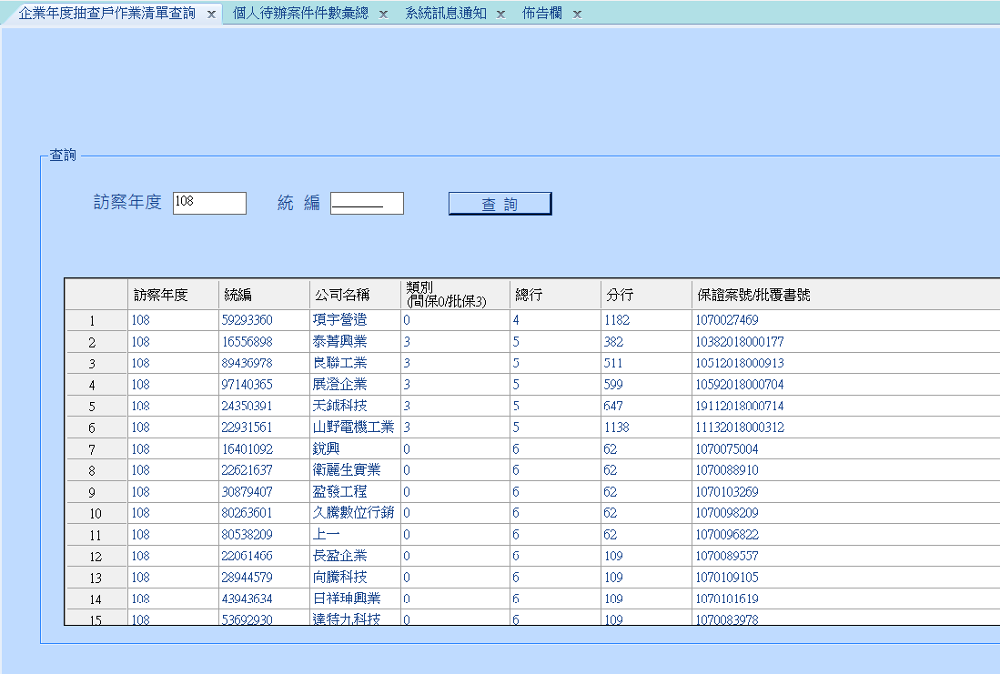 企業年度抽查戶作業清單查詢 x 個人待辦案件件數彙總 x 系統訊息通知 x 佈告欄 x
查詢
訪察年度 108 統 編 查 詢
訪察年度 統編 公司名稱 類別 (間保0/批保3) 總行 分行 保證案號/批覆書號
1 108 59293360 項宇營造 0 4 1182 1070027469
2 108 16556898 泰菁興業 3 5 382 10382018000177
3 108 89436978 良聯工業 3 5 511 10512018000913
4 108 97140365 展澄企業 3 5 599 10592018000704
5 108 24350391 天鉞科技 3 5 647 19112018000714
6 108 22931561 山野電機工業 3 5 1138 11132018000312
7 108 16401092 銳興 0 6 62 1070075004
8 108 22621637 衛麗生實業 0 6 62 1070088910
9 108 30879407 盈發工程 0 6 62 1070103269
10 108 80263601 久騰數位行銷 0 6 62 1070098209
11 108 80538209 上一 0 6 62 1070096822
12 108 22061466 長盈企業 0 6 109 1070089557
13 108 28944579 向騰科技 0 6 109 1070109105
14 108 43943634 日祥珅興業 0 6 109 1070101619
15 108 53692930 達特九科技 0 6 109 1070083978